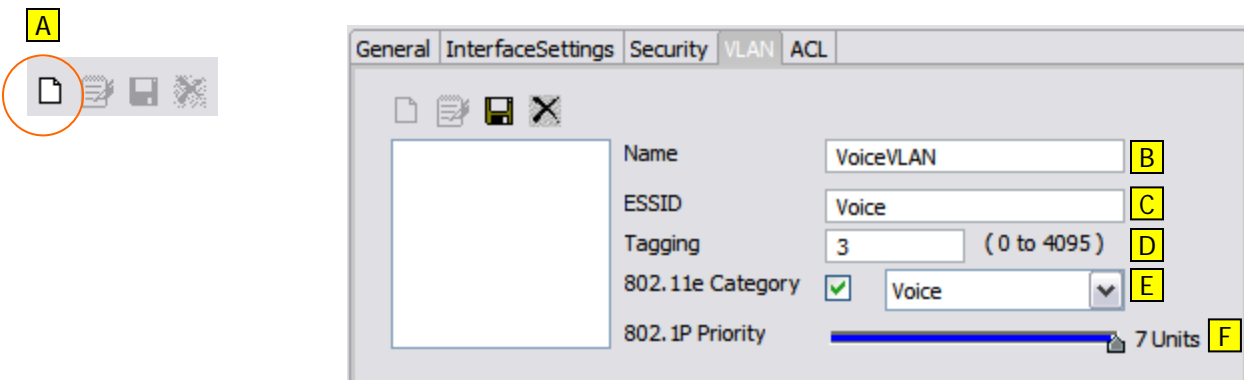 A
General InterfaceSettings Security VLAN ACL
Name VoiceVLAN B
ESSID Voice C
Tagging 3 ( 0 to 4095 ) D
802.11e Category Voice E
802.1P Priority 7 Units F